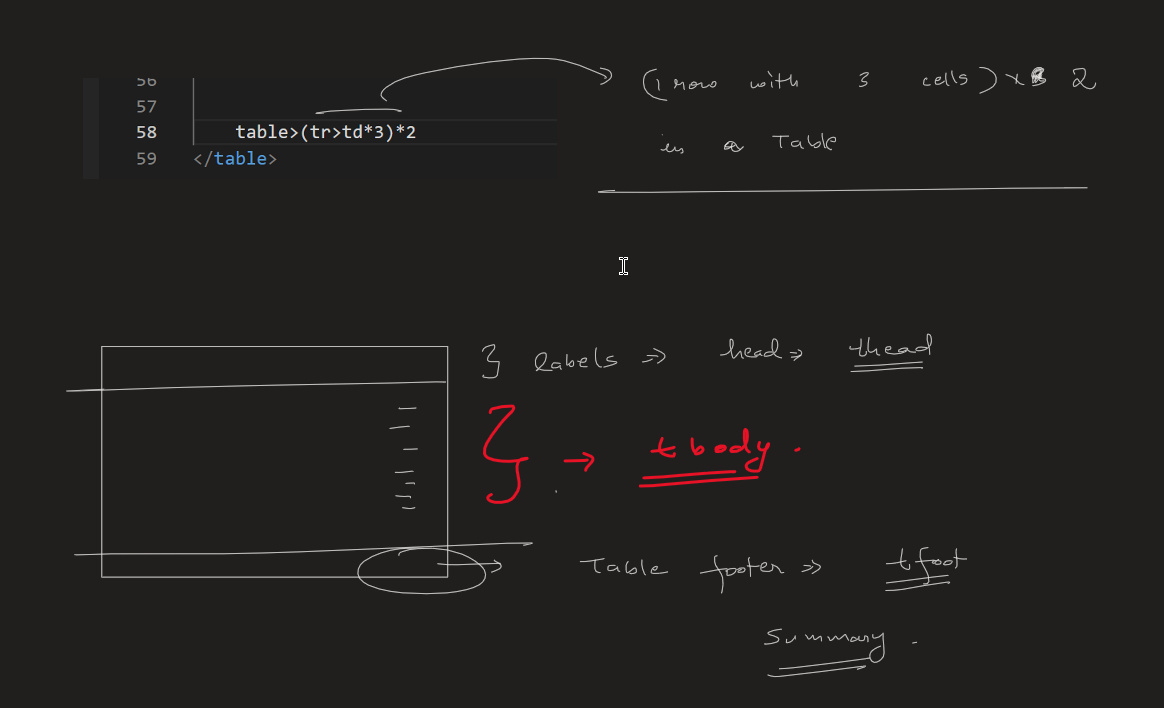 56
57
58 table>(tr>td*3)*2
59 </table>
(1 row with 3 cells) x 2
in a Table
} labels => head => thead
} → tbody.
Table footer => tfoot
Summary.